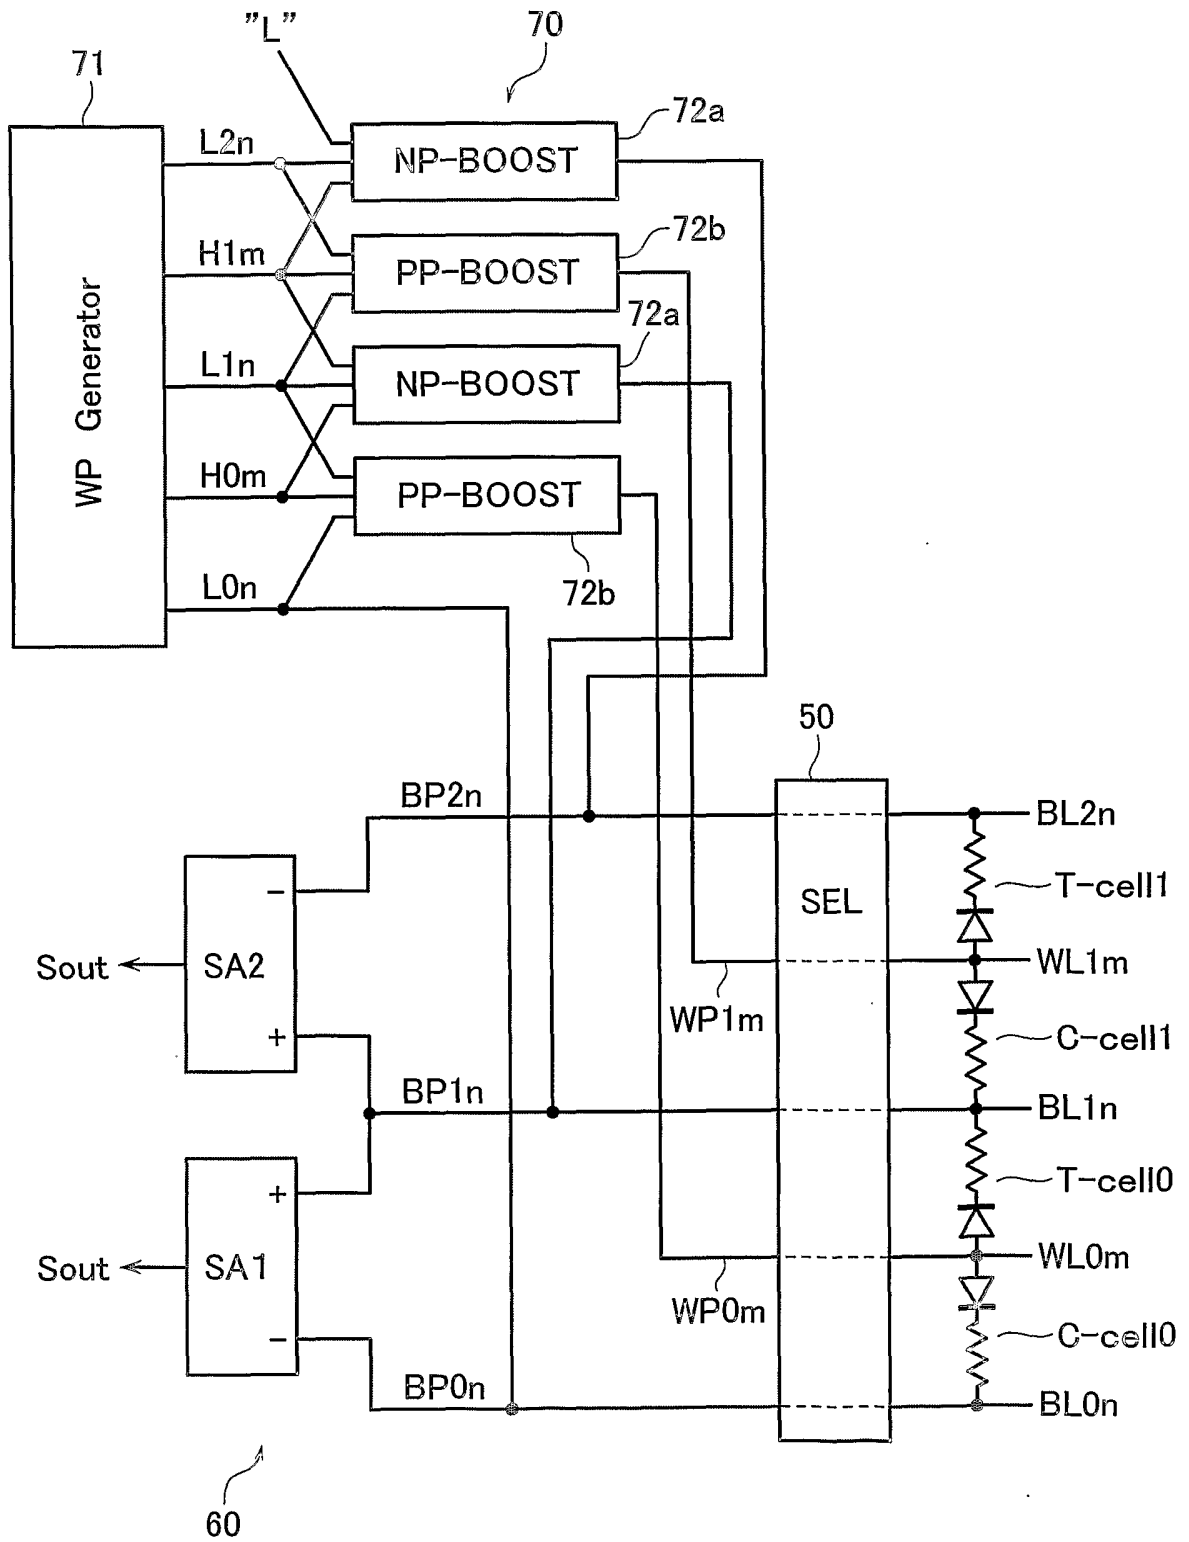 "L"
70
71
72a
L2n
NP-BOOST
72b
H1m
PP-BOOST
72a
L1n
NP-BOOST
WP Generator
H0m
PP-BOOST
L0n
72b
50
BP2n
BL2n
T-cell1
SEL
Sout
SA2
−
+
WL1m
WP1m
C-cell1
BP1n
BL1n
T-cell0
+
Sout
SA1
−
WL0m
WP0m
C-cell0
BP0n
BL0n
60